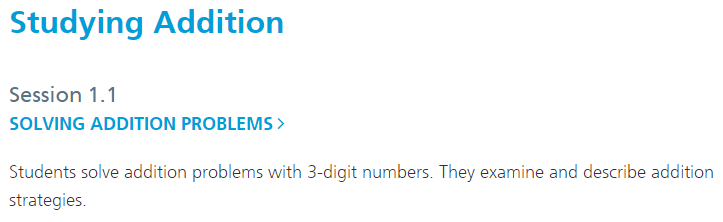 Studying Addition
Session 1.1
SOLVING ADDITION PROBLEMS >
Students solve addition problems with 3-digit numbers. They examine and describe addition
strategies.